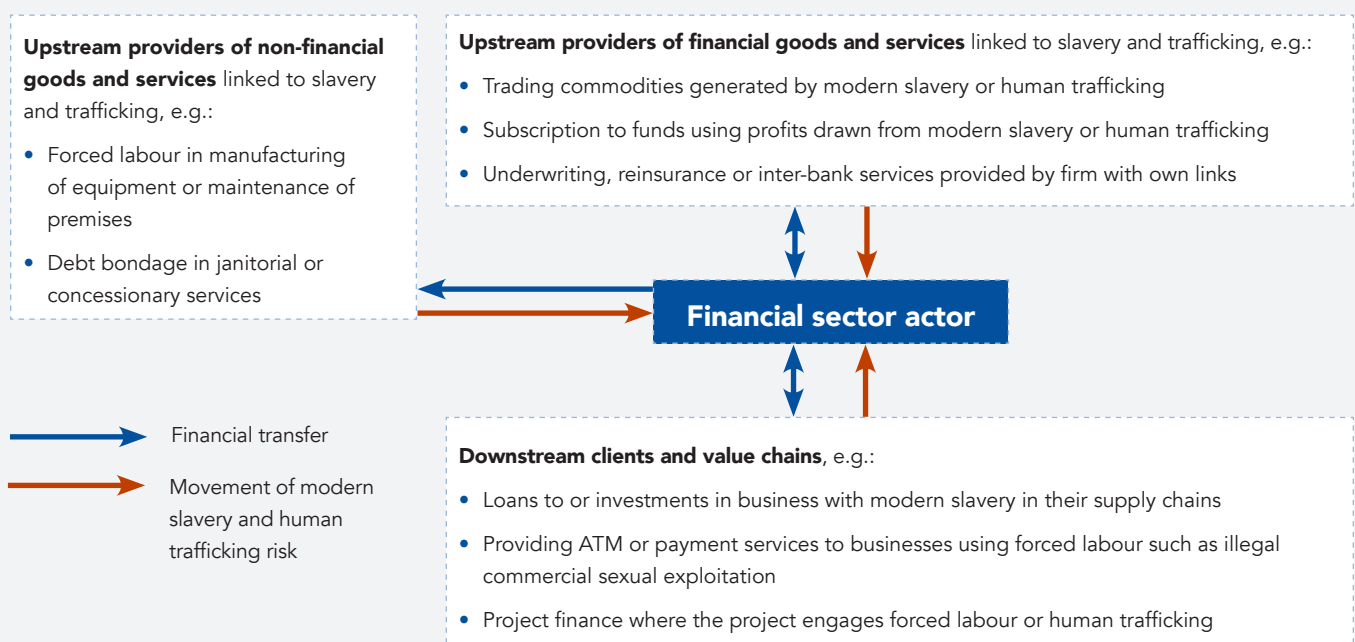 Upstream providers of non-financial
goods and services linked to slavery
and trafficking, e.g.:
• Forced labour in manufacturing
of equipment or maintenance of
premises
• Debt bondage in janitorial or
concessionary services
Upstream providers of financial goods and services linked to slavery and trafficking, e.g.:
• Trading commodities generated by modern slavery or human trafficking
• Subscription to funds using profits drawn from modern slavery or human trafficking
• Underwriting, reinsurance or inter-bank services provided by firm with own links
Financial sector actor
Financial transfer
Movement of modern
slavery and human
trafficking risk
Downstream clients and value chains, e.g.:
• Loans to or investments in business with modern slavery in their supply chains
• Providing ATM or payment services to businesses using forced labour such as illegal
commercial sexual exploitation
• Project finance where the project engages forced labour or human trafficking